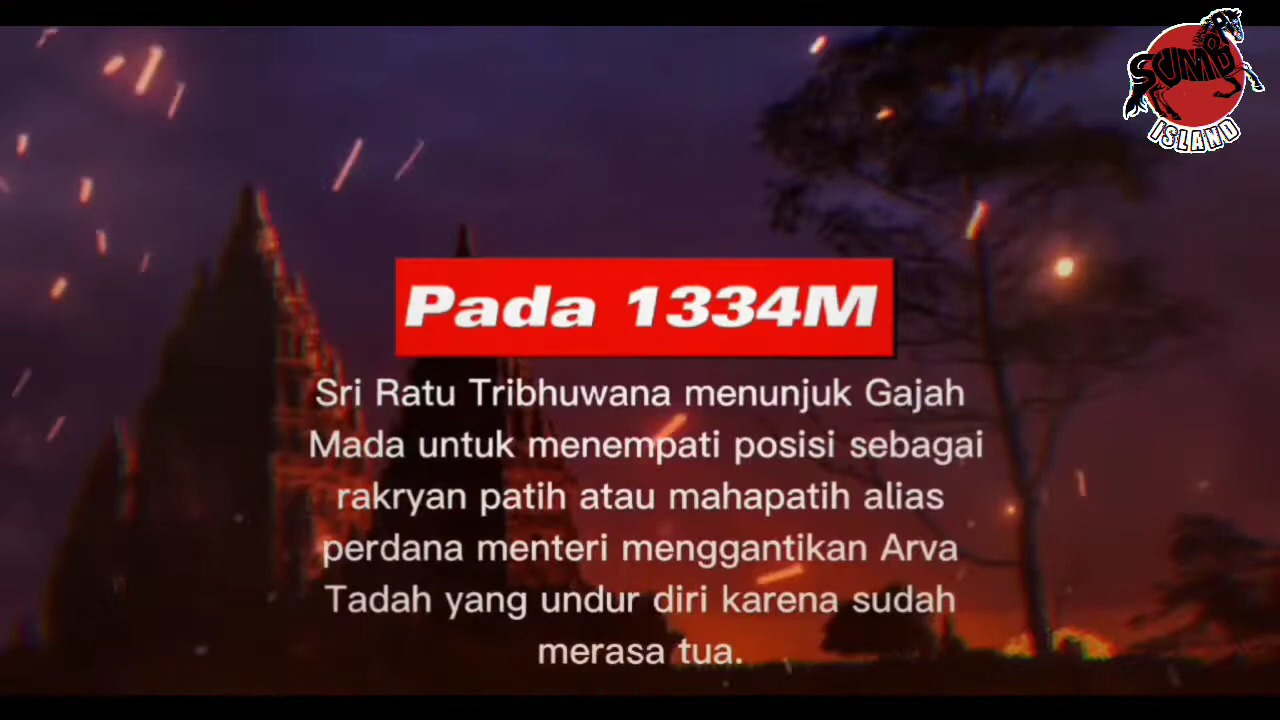 SUMBA
ISLAND
Pada 1334M
Sri Ratu Tribhuwana menunjuk Gajah
Mada untuk menempati posisi sebagai
rakryan patih atau mahapatih alias
perdana menteri menggantikan Arva
Tadah yang undur diri karena sudah
merasa tua.